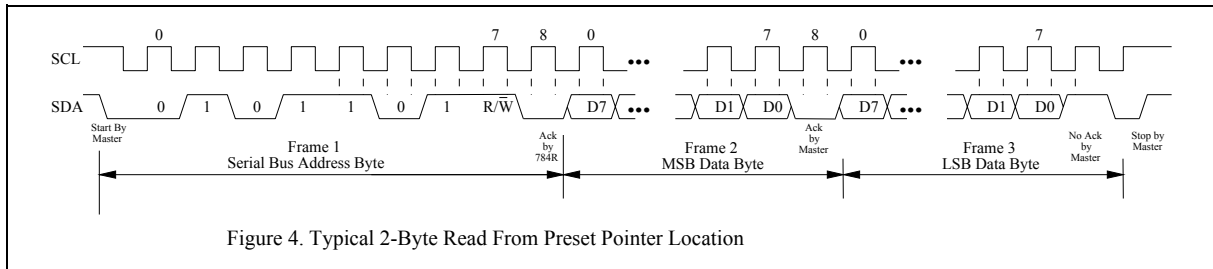 0 7 8 0 7 8 0 7
SCL
•••
•••
SDA 0 1 0 1 1 0 1 R/W̅ D7 ••• D1 D0 D7 ••• D1 D0
Start By
Master
Ack
by
784R
Ack
by
Master
No Ack
by
Master
Stop by
Master
Frame 1
Serial Bus Address Byte
Frame 2
MSB Data Byte
Frame 3
LSB Data Byte
Figure 4. Typical 2-Byte Read From Preset Pointer Location